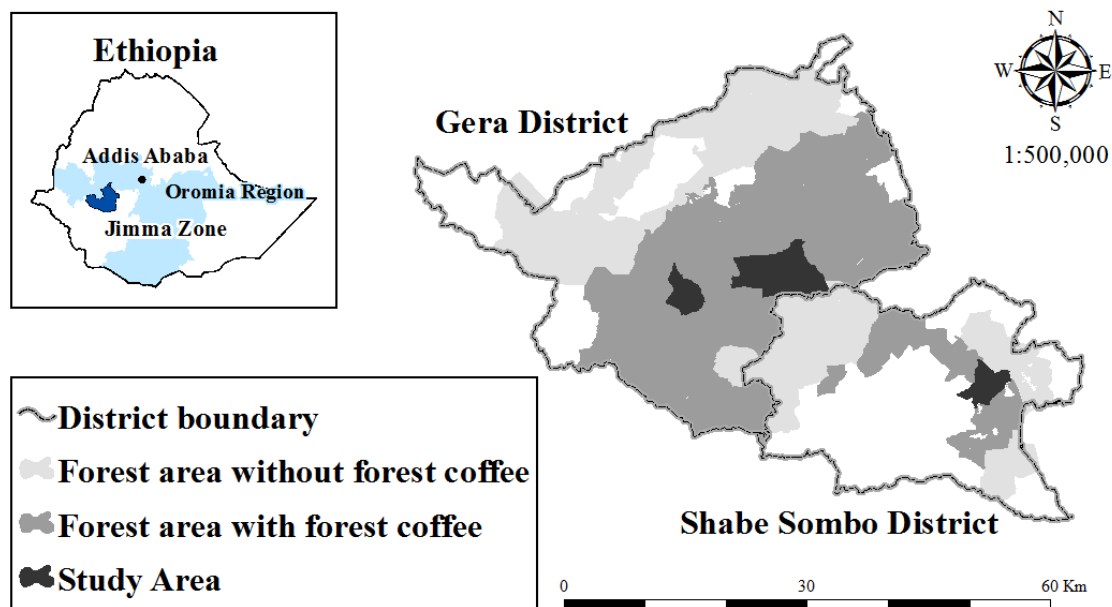 Ethiopia
Addis Ababa
Oromia Region
Jimma Zone
Gera District
N
W E
S
1:500,000
District boundary
Forest area without forest coffee
Forest area with forest coffee
Study Area
Shabe Sombo District
0 30 60 Km